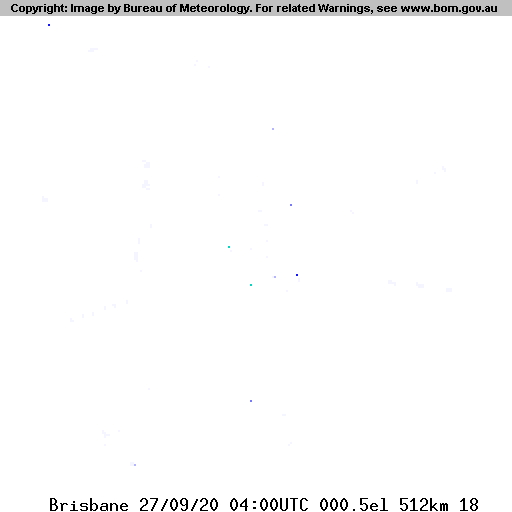 Copyright: Image by Bureau of Meteorology. For related Warnings, see www.bom.gov.au
Brisbane 27/09/20 04:00UTC 000.5el 512km 18